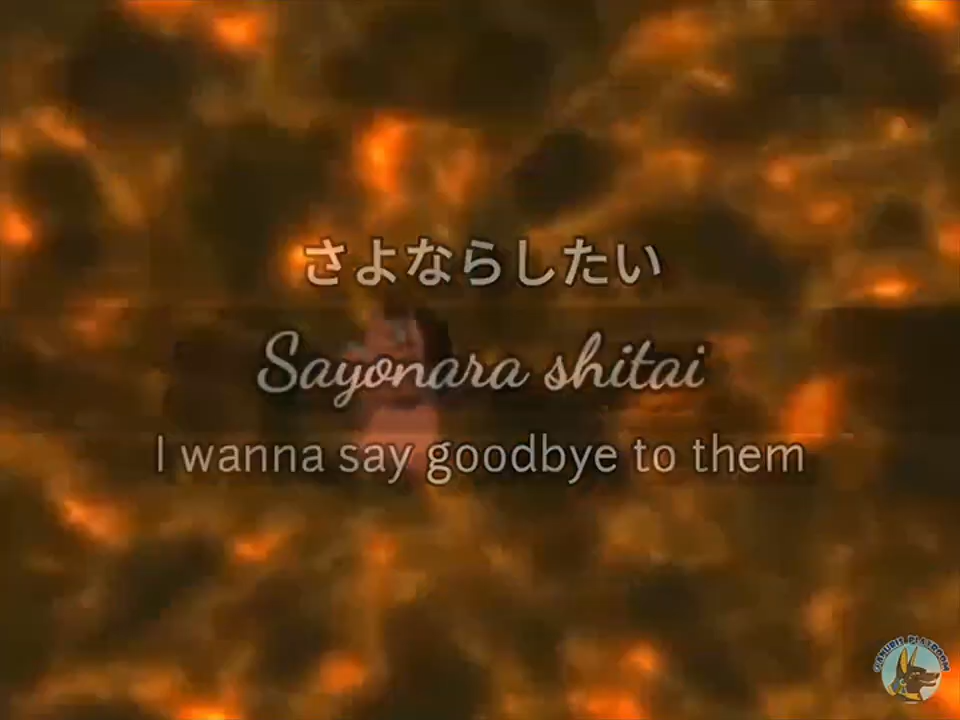 さよならしたい
Sayonara shitai
I wanna say goodbye to them